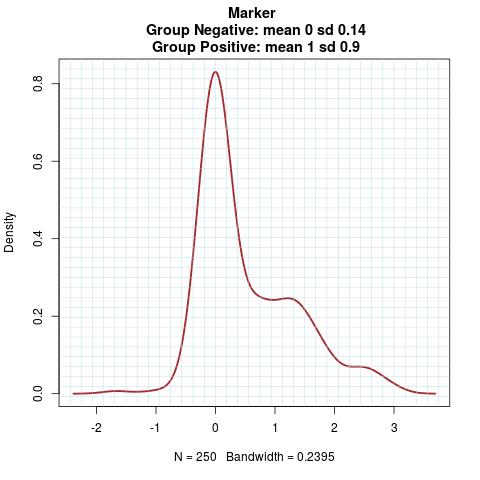 Marker
Group Negative: mean 0 sd 0.14
Group Positive: mean 1 sd 0.9
Density
0.8
0.6
0.4
0.2
0.0
-2 -1 0 1 2 3
N = 250 Bandwidth = 0.2395